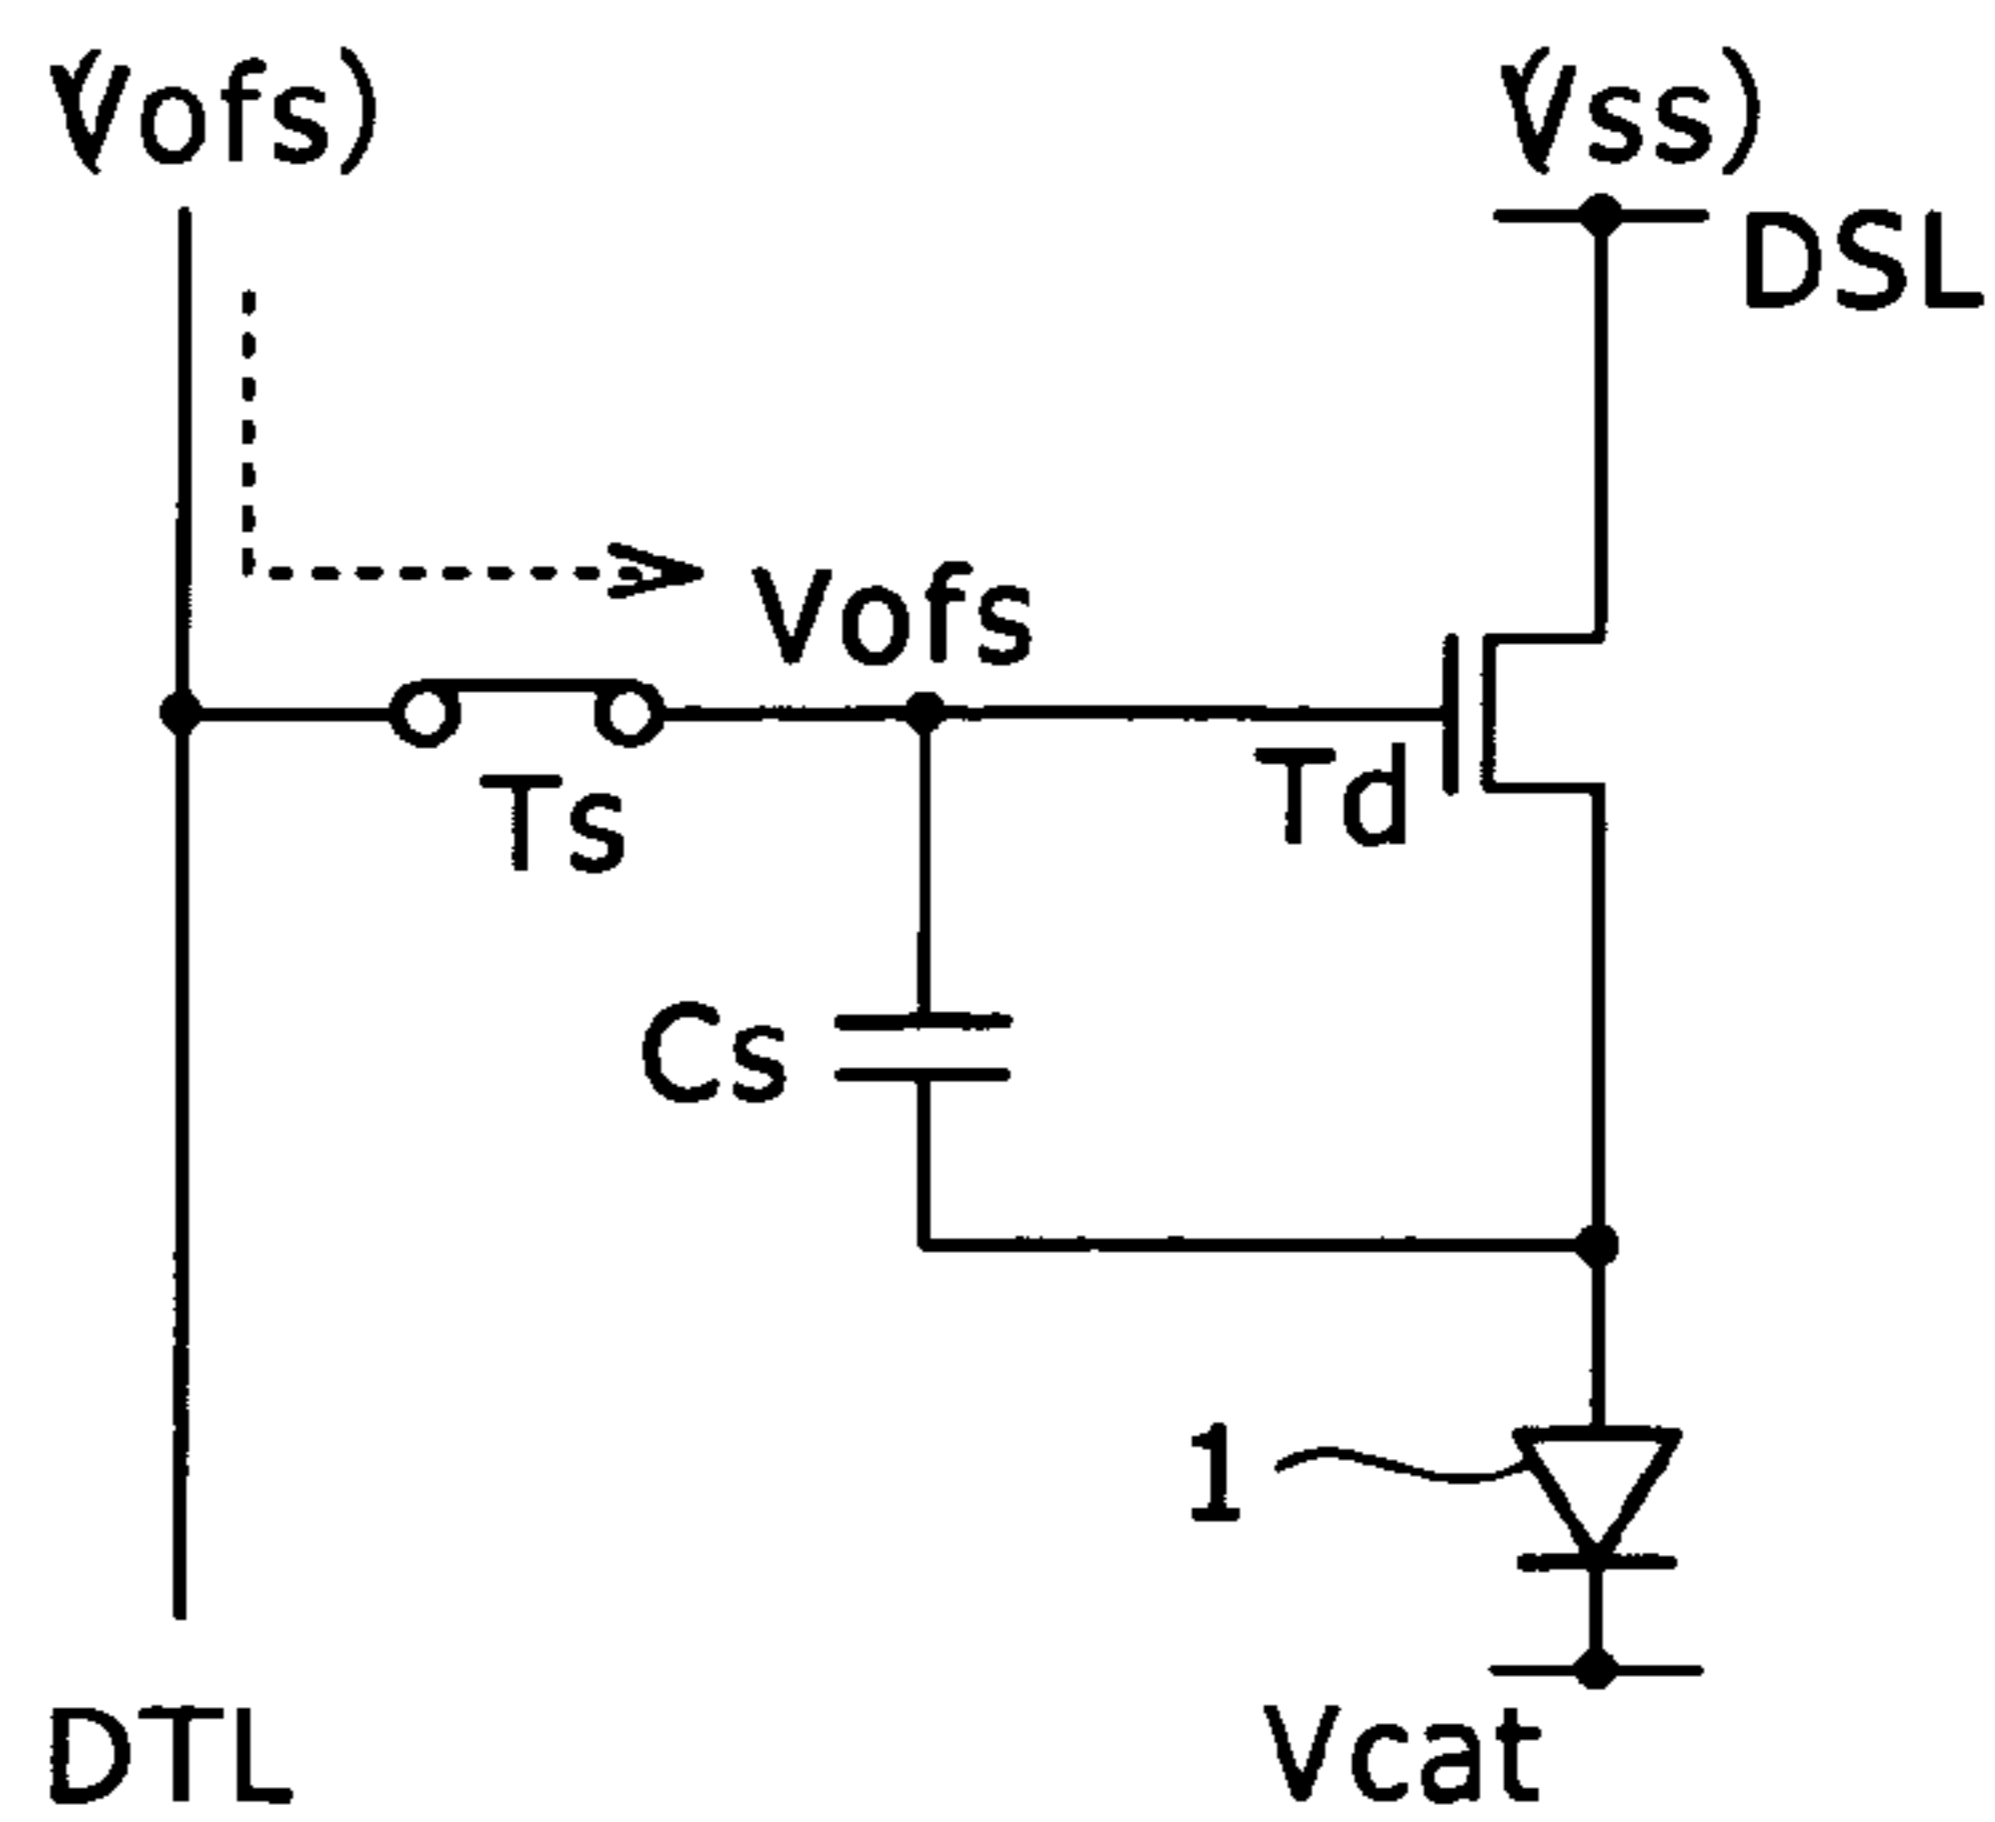 (Vofs)
(Vss)
DSL
Vofs
Ts
Td
Cs
1
DTL
Vcat